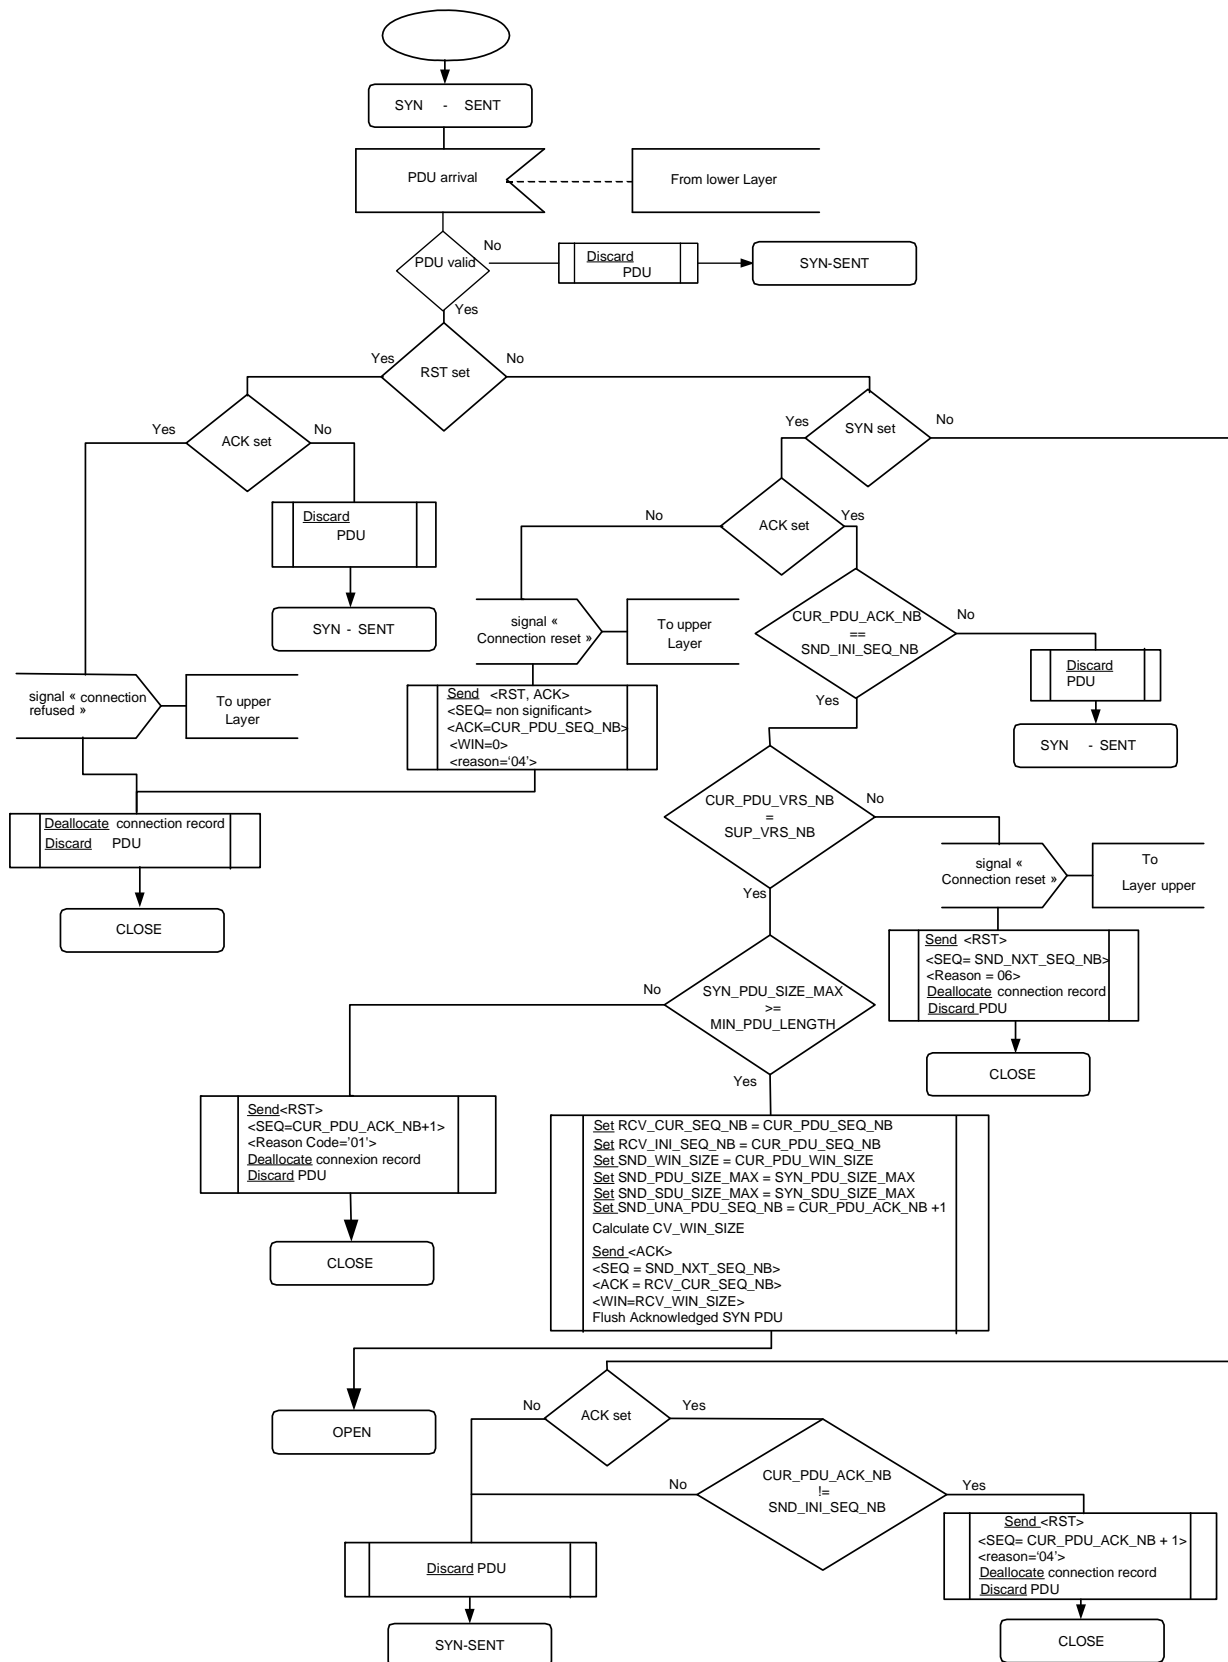 SYN - SENT
PDU arrival
From lower Layer
PDU valid
No
Discard
PDU
SYN-SENT
Yes
Yes
RST set
No
Yes
ACK set
No
Yes
SYN set
No
Discard
PDU
SYN - SENT
No
ACK set
Yes
signal «
Connection reset »
To upper
Layer
CUR_PDU_ACK_NB
==
SND_INI_SEQ_NB
No
Discard
PDU
SYN - SENT
Yes
signal « connection
refused »
To upper
Layer
Send <RST, ACK>
<SEQ= non significant>
<ACK=CUR_PDU_SEQ_NB>
<WIN=0>
<reason='04'>
Deallocate connection record
Discard PDU
CLOSE
CUR_PDU_VRS_NB
=
SUP_VRS_NB
No
Yes
signal «
Connection reset »
To
Layer upper
Send <RST>
<SEQ= SND_NXT_SEQ_NB>
<Reason = 06>
Deallocate connection record
Discard PDU
CLOSE
No
SYN_PDU_SIZE_MAX
>=
MIN_PDU_LENGTH
Yes
Send<RST>
<SEQ=CUR_PDU_ACK_NB+1>
<Reason Code='01'>
Deallocate connexion record
Discard PDU
CLOSE
Set RCV_CUR_SEQ_NB = CUR_PDU_SEQ_NB
Set RCV_INI_SEQ_NB = CUR_PDU_SEQ_NB
Set SND_WIN_SIZE = CUR_PDU_WIN_SIZE
Set SND_PDU_SIZE_MAX = SYN_PDU_SIZE_MAX
Set SND_SDU_SIZE_MAX = SYN_SDU_SIZE_MAX
Set SND_UNA_PDU_SEQ_NB = CUR_PDU_ACK_NB +1
Calculate CV_WIN_SIZE
Send <ACK>
<SEQ = SND_NXT_SEQ_NB>
<ACK = RCV_CUR_SEQ_NB>
<WIN=RCV_WIN_SIZE>
Flush Acknowledged SYN PDU
OPEN
No
ACK set
Yes
No
CUR_PDU_ACK_NB
!=
SND_INI_SEQ_NB
Yes
Discard PDU
SYN-SENT
Send <RST>
<SEQ= CUR_PDU_ACK_NB + 1>
<reason='04'>
Deallocate connection record
Discard PDU
CLOSE